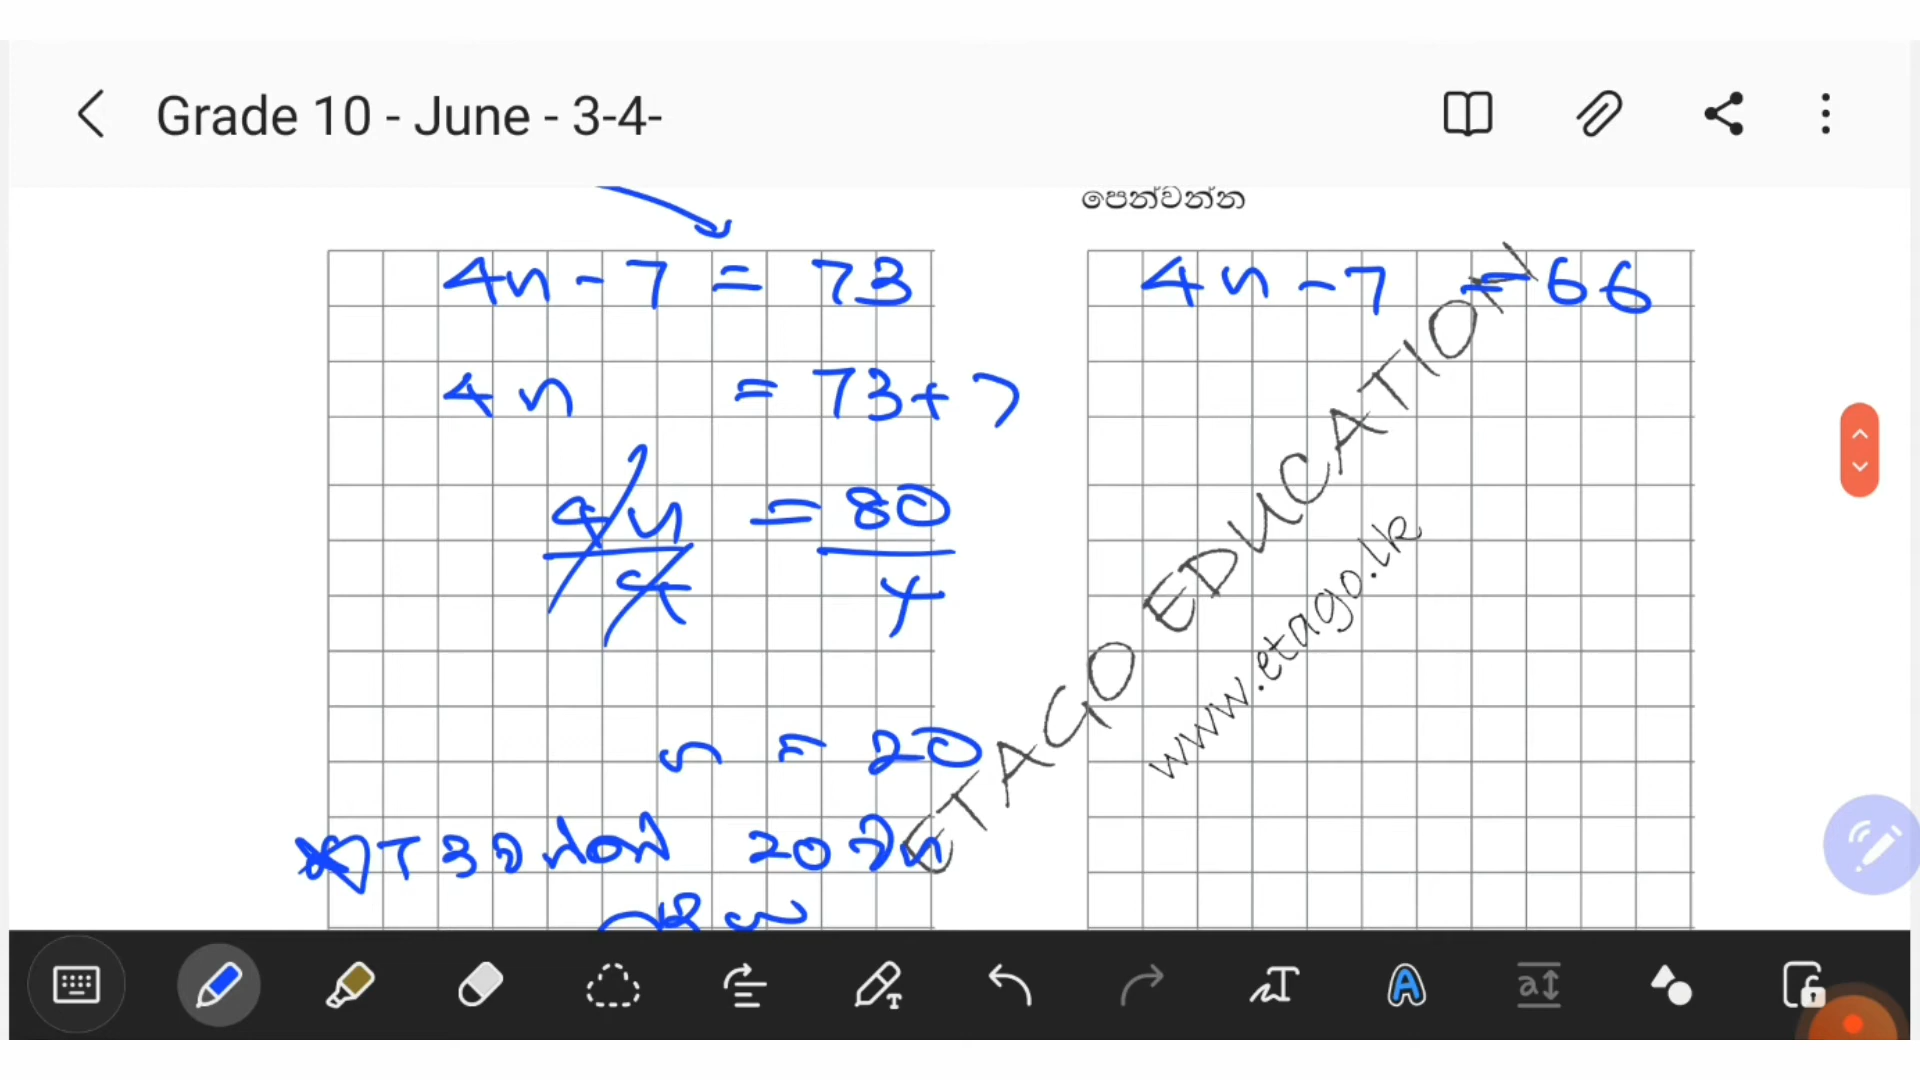 Grade 10 - June - 3-4-
පෙන්වන්න
4n - 7 = 73
4n = 73 + 7
4n = 80
4 4
n = 20
20
4n - 7 = 66
ETAGO EDUCATION
www.etago.lk